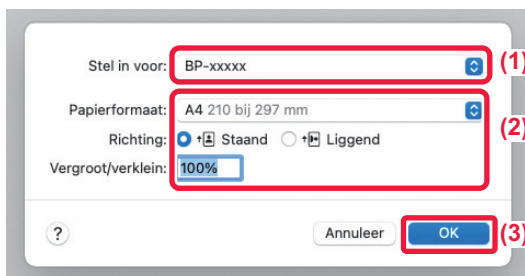 Stel in voor: BP-xxxxx (1)
Papierformaat: A4 210 bij 297 mm
(2)
Richting: Staand Liggend
Vergroot/verklein: 100%
? Annuleer OK (3)